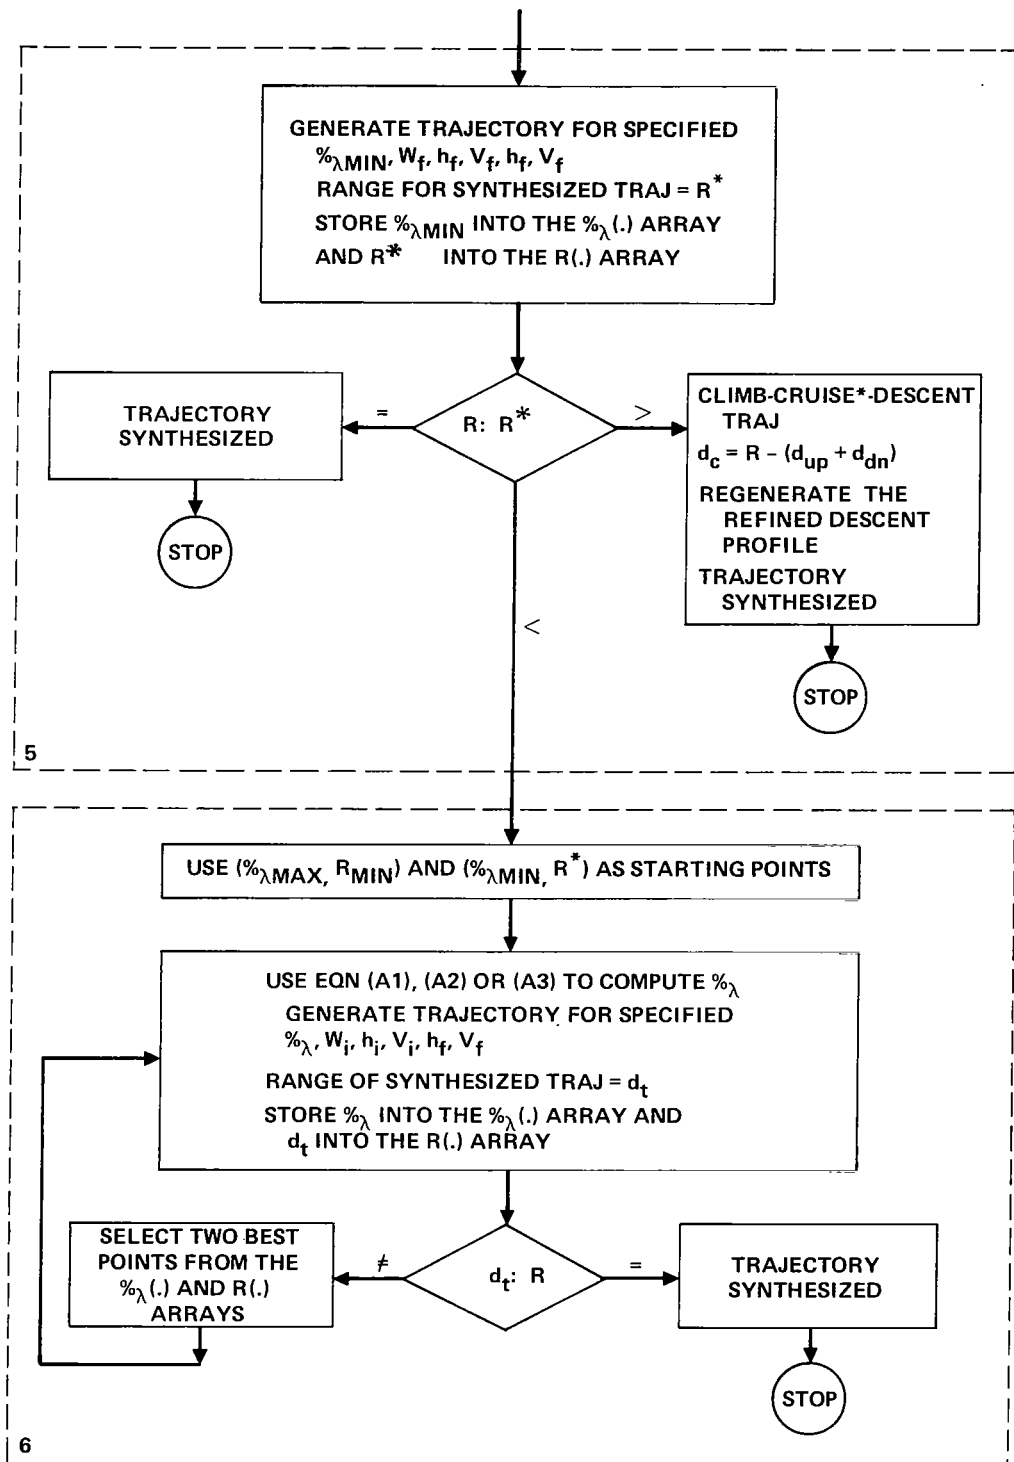 GENERATE TRAJECTORY FOR SPECIFIED
%λMIN, Wf, hf, Vf, hf, Vf
RANGE FOR SYNTHESIZED TRAJ = R*
STORE %λMIN INTO THE %λ(.) ARRAY
AND R* INTO THE R(.) ARRAY
R: R*
=
>
<
TRAJECTORY
SYNTHESIZED
STOP
CLIMB-CRUISE*-DESCENT
TRAJ
dc = R – (dup + ddn)
REGENERATE THE
REFINED DESCENT
PROFILE
TRAJECTORY
SYNTHESIZED
STOP
5
USE (%λMAX, RMIN) AND (%λMIN, R*) AS STARTING POINTS
USE EQN (A1), (A2) OR (A3) TO COMPUTE %λ
GENERATE TRAJECTORY FOR SPECIFIED
%λ, Wi, hi, Vi, hf, Vf
RANGE OF SYNTHESIZED TRAJ = dt
STORE %λ INTO THE %λ(.) ARRAY AND
dt INTO THE R(.) ARRAY
SELECT TWO BEST
POINTS FROM THE
%λ(.) AND R(.)
ARRAYS
≠
dt: R
=
TRAJECTORY
SYNTHESIZED
STOP
6